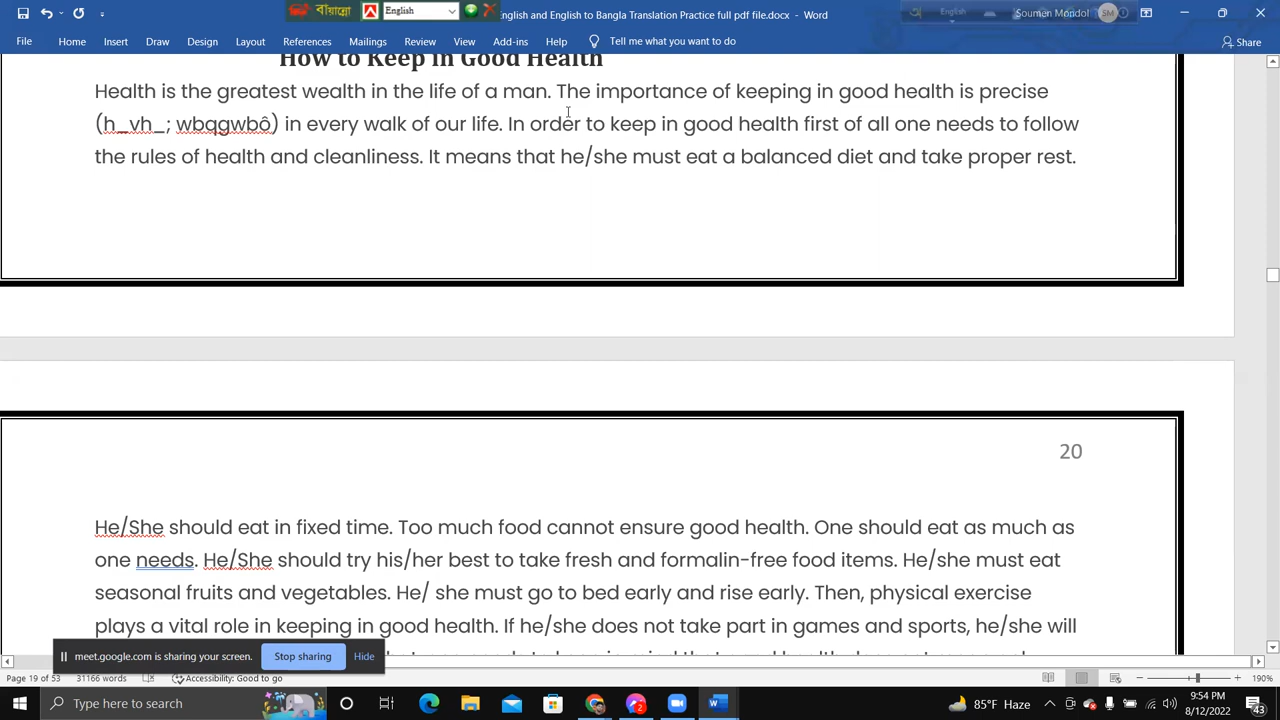 বাঁয়ান্নো English English and English to Bangla Translation Practice full pdf file.docx - Word English Soumen Mondol SM
File Home Insert Draw Design Layout References Mailings Review View Add-ins Help Tell me what you want to do Share
How to Keep in Good Health
Health is the greatest wealth in the life of a man. The importance of keeping in good health is precise
(h_vh_; wbqgwbô) in every walk of our life. In order to keep in good health first of all one needs to follow
the rules of health and cleanliness. It means that he/she must eat a balanced diet and take proper rest.
20
He/She should eat in fixed time. Too much food cannot ensure good health. One should eat as much as
one needs. He/She should try his/her best to take fresh and formalin-free food items. He/she must eat
seasonal fruits and vegetables. He/ she must go to bed early and rise early. Then, physical exercise
plays a vital role in keeping in good health. If he/she does not take part in games and sports, he/she will
meet.google.com is sharing your screen. Stop sharing Hide
Page 19 of 53 31166 words Accessibility: Good to go 190%
Type here to search 2 85°F Haze 9:54 PM
8/12/2022 43